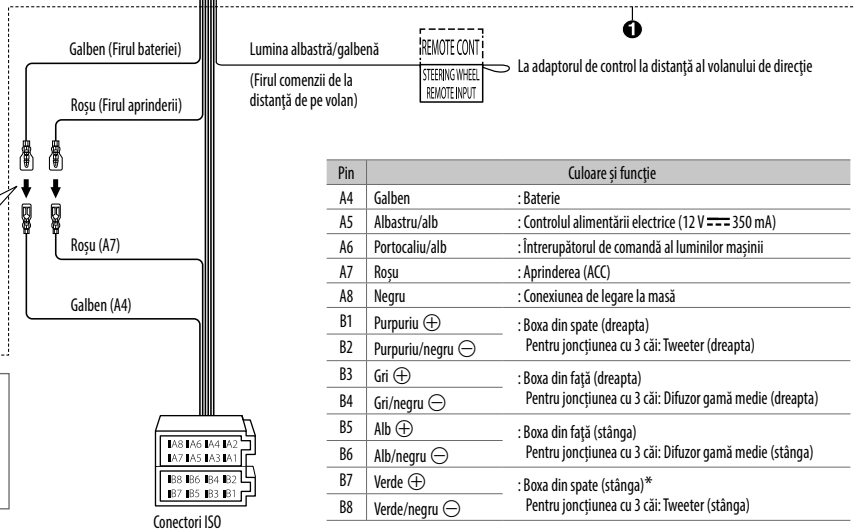 ❶
Galben (Firul bateriei)
Lumina albastră/galbenă
(Firul comenzii de la
distanță de pe volan)
REMOTE CONT
STEERING WHEEL
REMOTE INPUT
La adaptorul de control la distanță al volanului de direcție
Roșu (Firul aprinderii)
Roșu (A7)
Galben (A4)
Pin Culoare și funcție
A4 Galben : Baterie
A5 Albastru/alb : Controlul alimentării electrice (12 V ⎓ 350 mA)
A6 Portocaliu/alb : Întrerupătorul de comandă al luminilor mașinii
A7 Roșu : Aprinderea (ACC)
A8 Negru : Conexiunea de legare la masă
B1 Purpuriu ⊕ : Boxa din spate (dreapta)
B2 Purpuriu/negru ⊖ Pentru joncțiunea cu 3 căi: Tweeter (dreapta)
B3 Gri ⊕ : Boxa din față (dreapta)
B4 Gri/negru ⊖ Pentru joncțiunea cu 3 căi: Difuzor gamă medie (dreapta)
B5 Alb ⊕ : Boxa din față (stânga)
B6 Alb/negru ⊖ Pentru joncțiunea cu 3 căi: Difuzor gamă medie (stânga)
B7 Verde ⊕ : Boxa din spate (stânga)*
B8 Verde/negru ⊖ Pentru joncțiunea cu 3 căi: Tweeter (stânga)
A8 A6 A4 A2
A7 A5 A3 A1
B8 B6 B4 B2
B7 B5 B3 B1
Conectori ISO